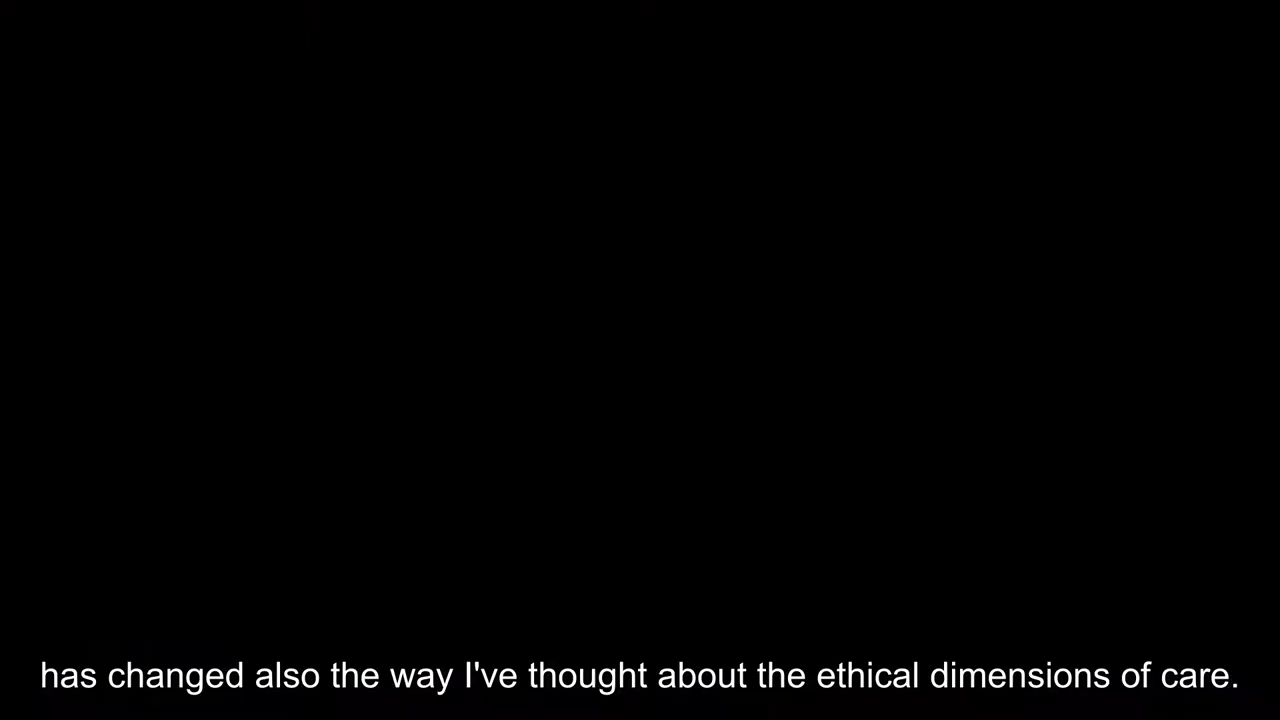 has changed also the way I've thought about the ethical dimensions of care.